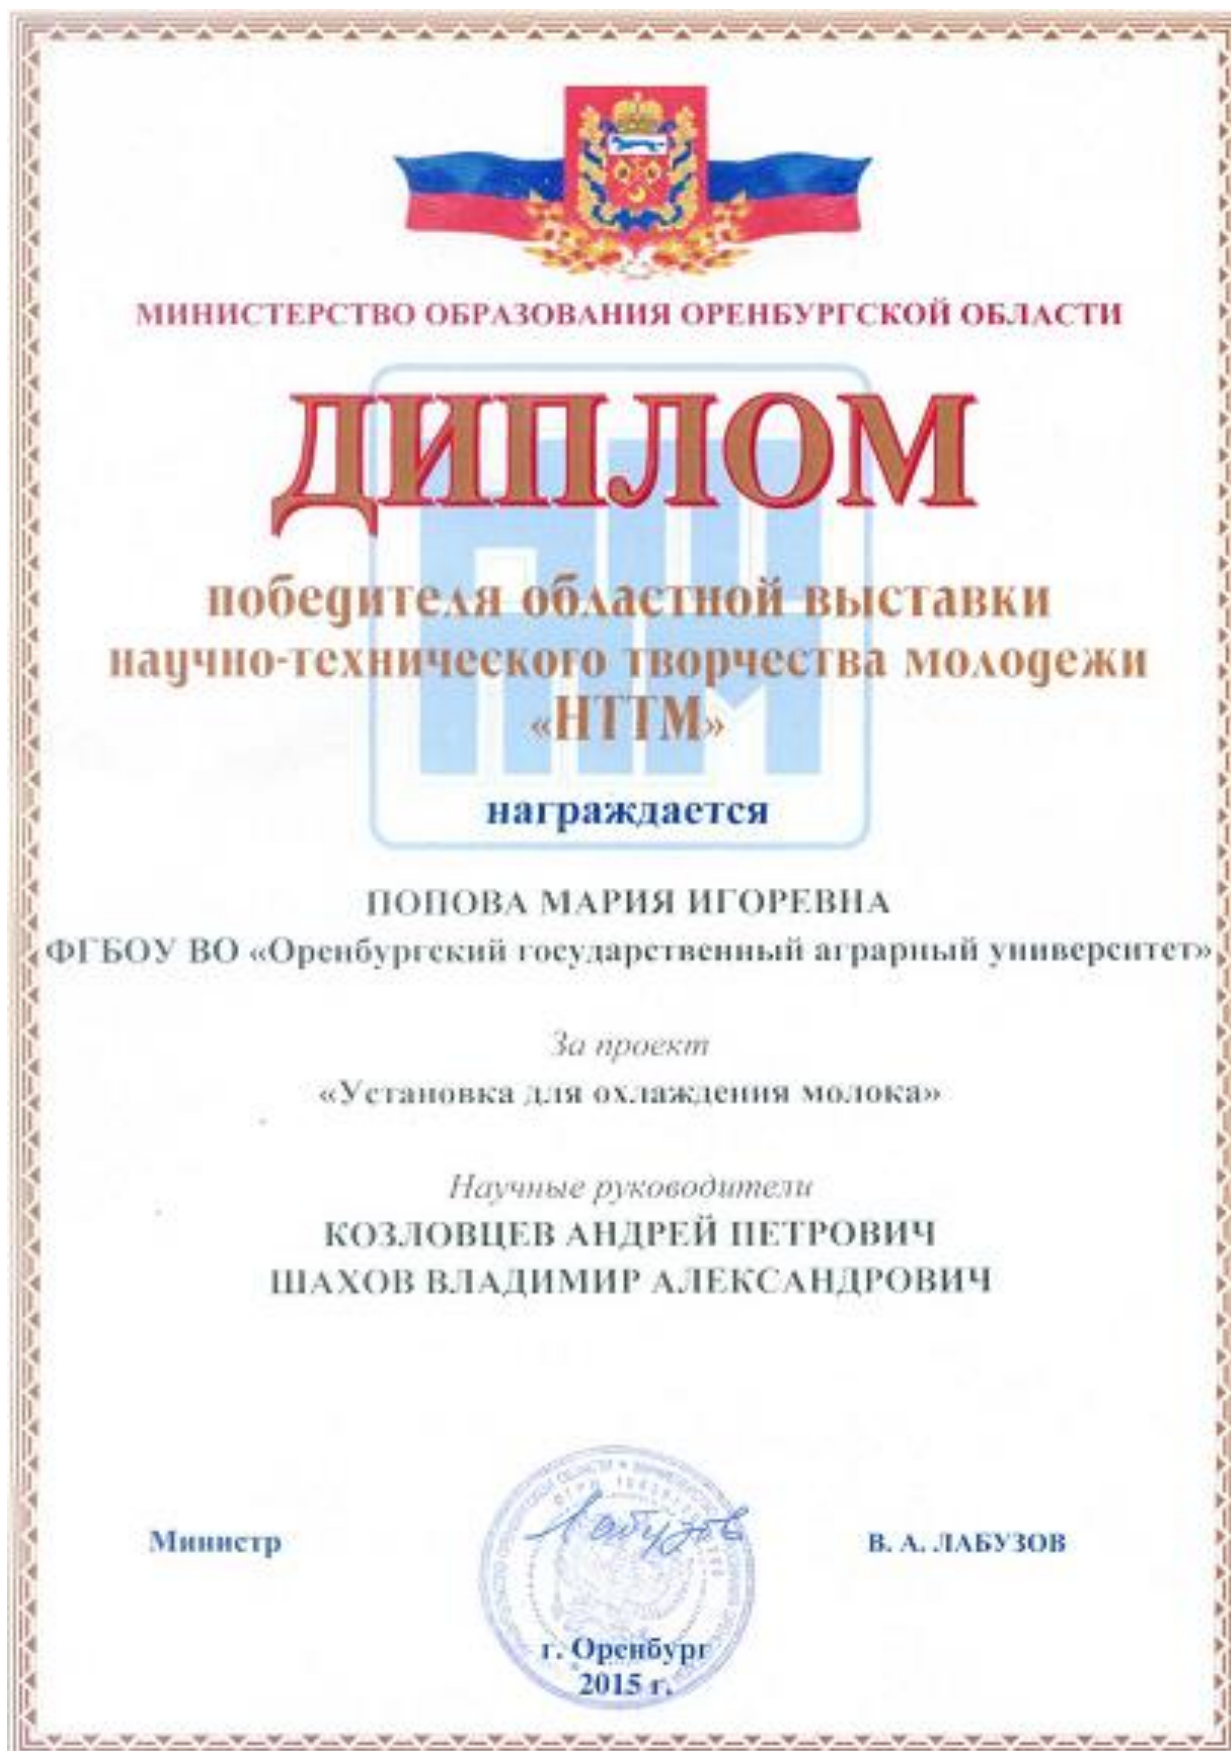 МИНИСТЕРСТВО ОБРАЗОВАНИЯ ОРЕНБУРГСКОЙ ОБЛАСТИ
ДИПЛОМ
победителя областной выставки
научно-технического творчества молодежи
«НТТМ»
награждается
ПОПОВА МАРИЯ ИГОРЕВНА
ФГБОУ ВО «Оренбургский государственный аграрный университет»
За проект
«Установка для охлаждения молока»
Научные руководители
КОЗЛОВЦЕВ АНДРЕЙ ПЕТРОВИЧ
ШАХОВ ВЛАДИМИР АЛЕКСАНДРОВИЧ
Министр
Лабузов
В. А. ЛАБУЗОВ
г. Оренбург
2015 г.